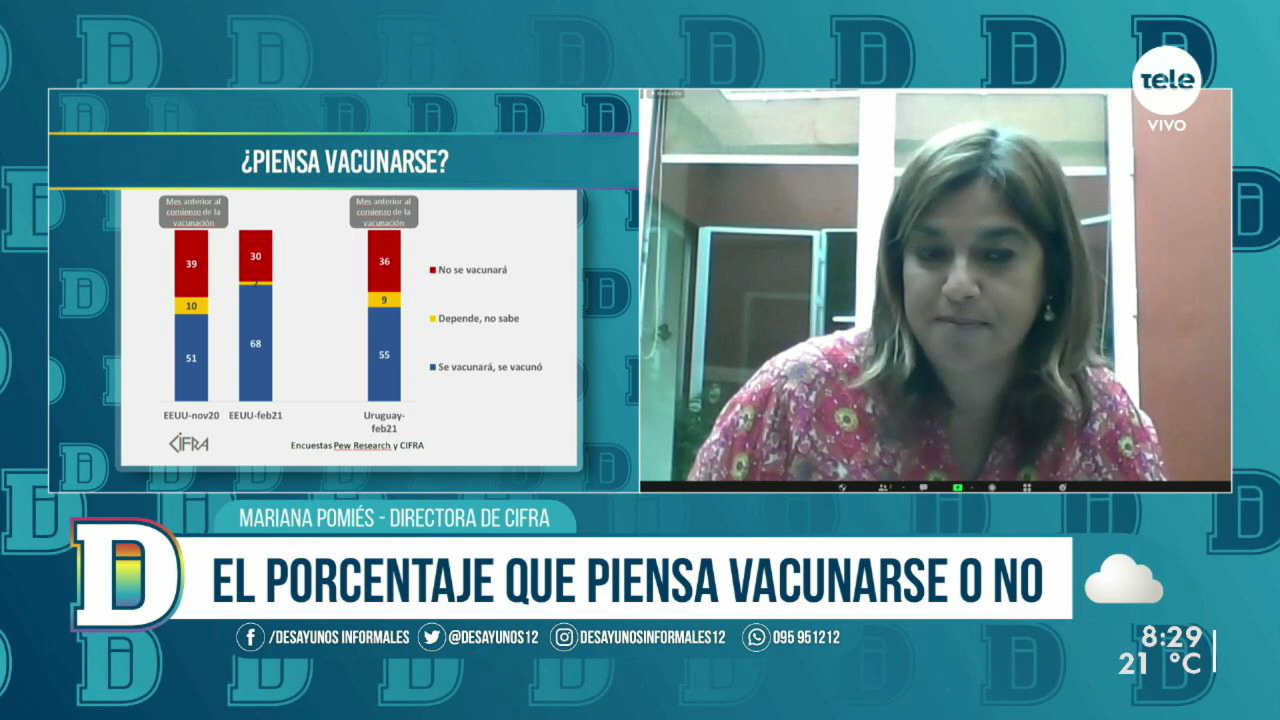 tele
VIVO
¿PIENSA VACUNARSE?
Mes anterior al
comienzo de la
vacunación
Mes anterior al
comienzo de la
vacunación
39
30
36
10
9
51
68
55
No se vacunará
Depende, no sabe
Se vacunará, se vacunó
EEUU-nov20
EEUU-feb21
Uruguay-
feb21
CIFRA
Encuestas Pew Research y CIFRA
MARIANA POMIÉS - DIRECTORA DE CIFRA
D
EL PORCENTAJE QUE PIENSA VACUNARSE O NO
/DESAYUNOS INFORMALES
@DESAYUNOS12
DESAYUNOSINFORMALES12
095 951212
8:29
21 °C